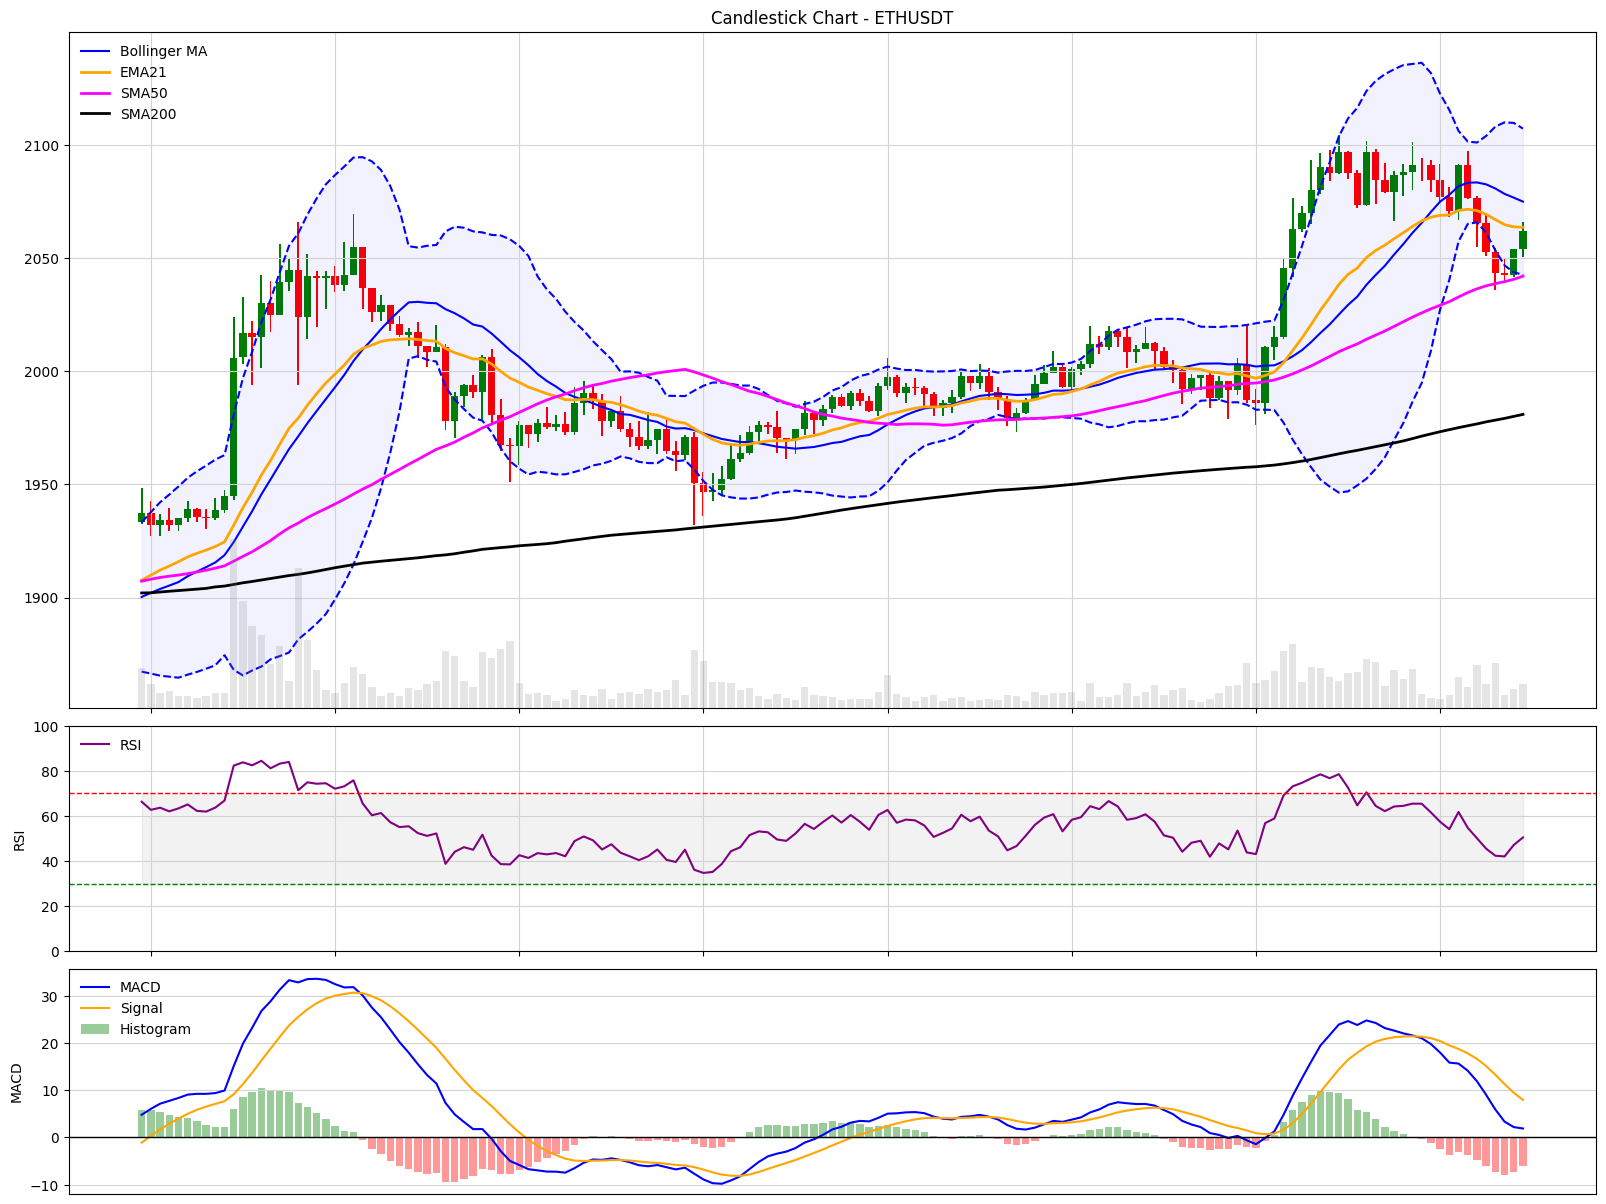 Candlestick Chart - ETHUSDT
Bollinger MA
EMA21
SMA50
SMA200
2100
2050
2000
1950
1900
100
80
60
40
20
0
RSI
RSI
30
20
10
0
−10
MACD
MACD
Signal
Histogram